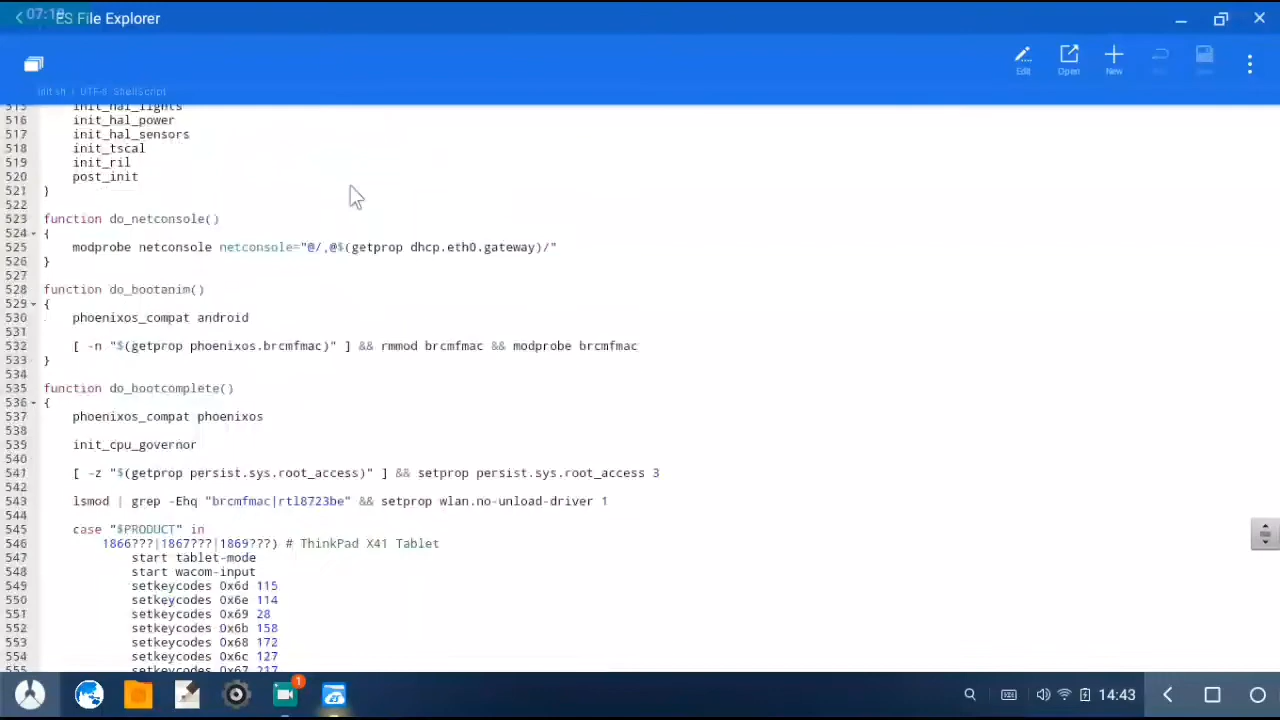 07:18
ES File Explorer
Edit
Open
New
init.sh | UTF-8 ShellScript
515 init_hal_lights
516 init_hal_power
517 init_hal_sensors
518 init_tscal
519 init_ril
520 post_init
521 }
522
523 function do_netconsole()
524 {
525 modprobe netconsole netconsole="@/,@$(getprop dhcp.eth0.gateway)/"
526 }
527
528 function do_bootanim()
529 {
530 phoenixos_compat android
531
532 [ -n "$(getprop phoenixos.brcmfmac)" ] && rmmod brcmfmac && modprobe brcmfmac
533 }
534
535 function do_bootcomplete()
536 {
537 phoenixos_compat phoenixos
538
539 init_cpu_governor
540
541 [ -z "$(getprop persist.sys.root_access)" ] && setprop persist.sys.root_access 3
542
543 lsmod | grep -Ehq "brcmfmac|rtl8723be" && setprop wlan.no-unload-driver 1
544
545 case "$PRODUCT" in
546 1866???|1867???|1869???) # ThinkPad X41 Tablet
547 start tablet-mode
548 start wacom-input
549 setkeycodes 0x6d 115
550 setkeycodes 0x6e 114
551 setkeycodes 0x69 28
552 setkeycodes 0x6b 158
553 setkeycodes 0x68 172
554 setkeycodes 0x6c 127
555 setkeycodes 0x67 217
1
14:43